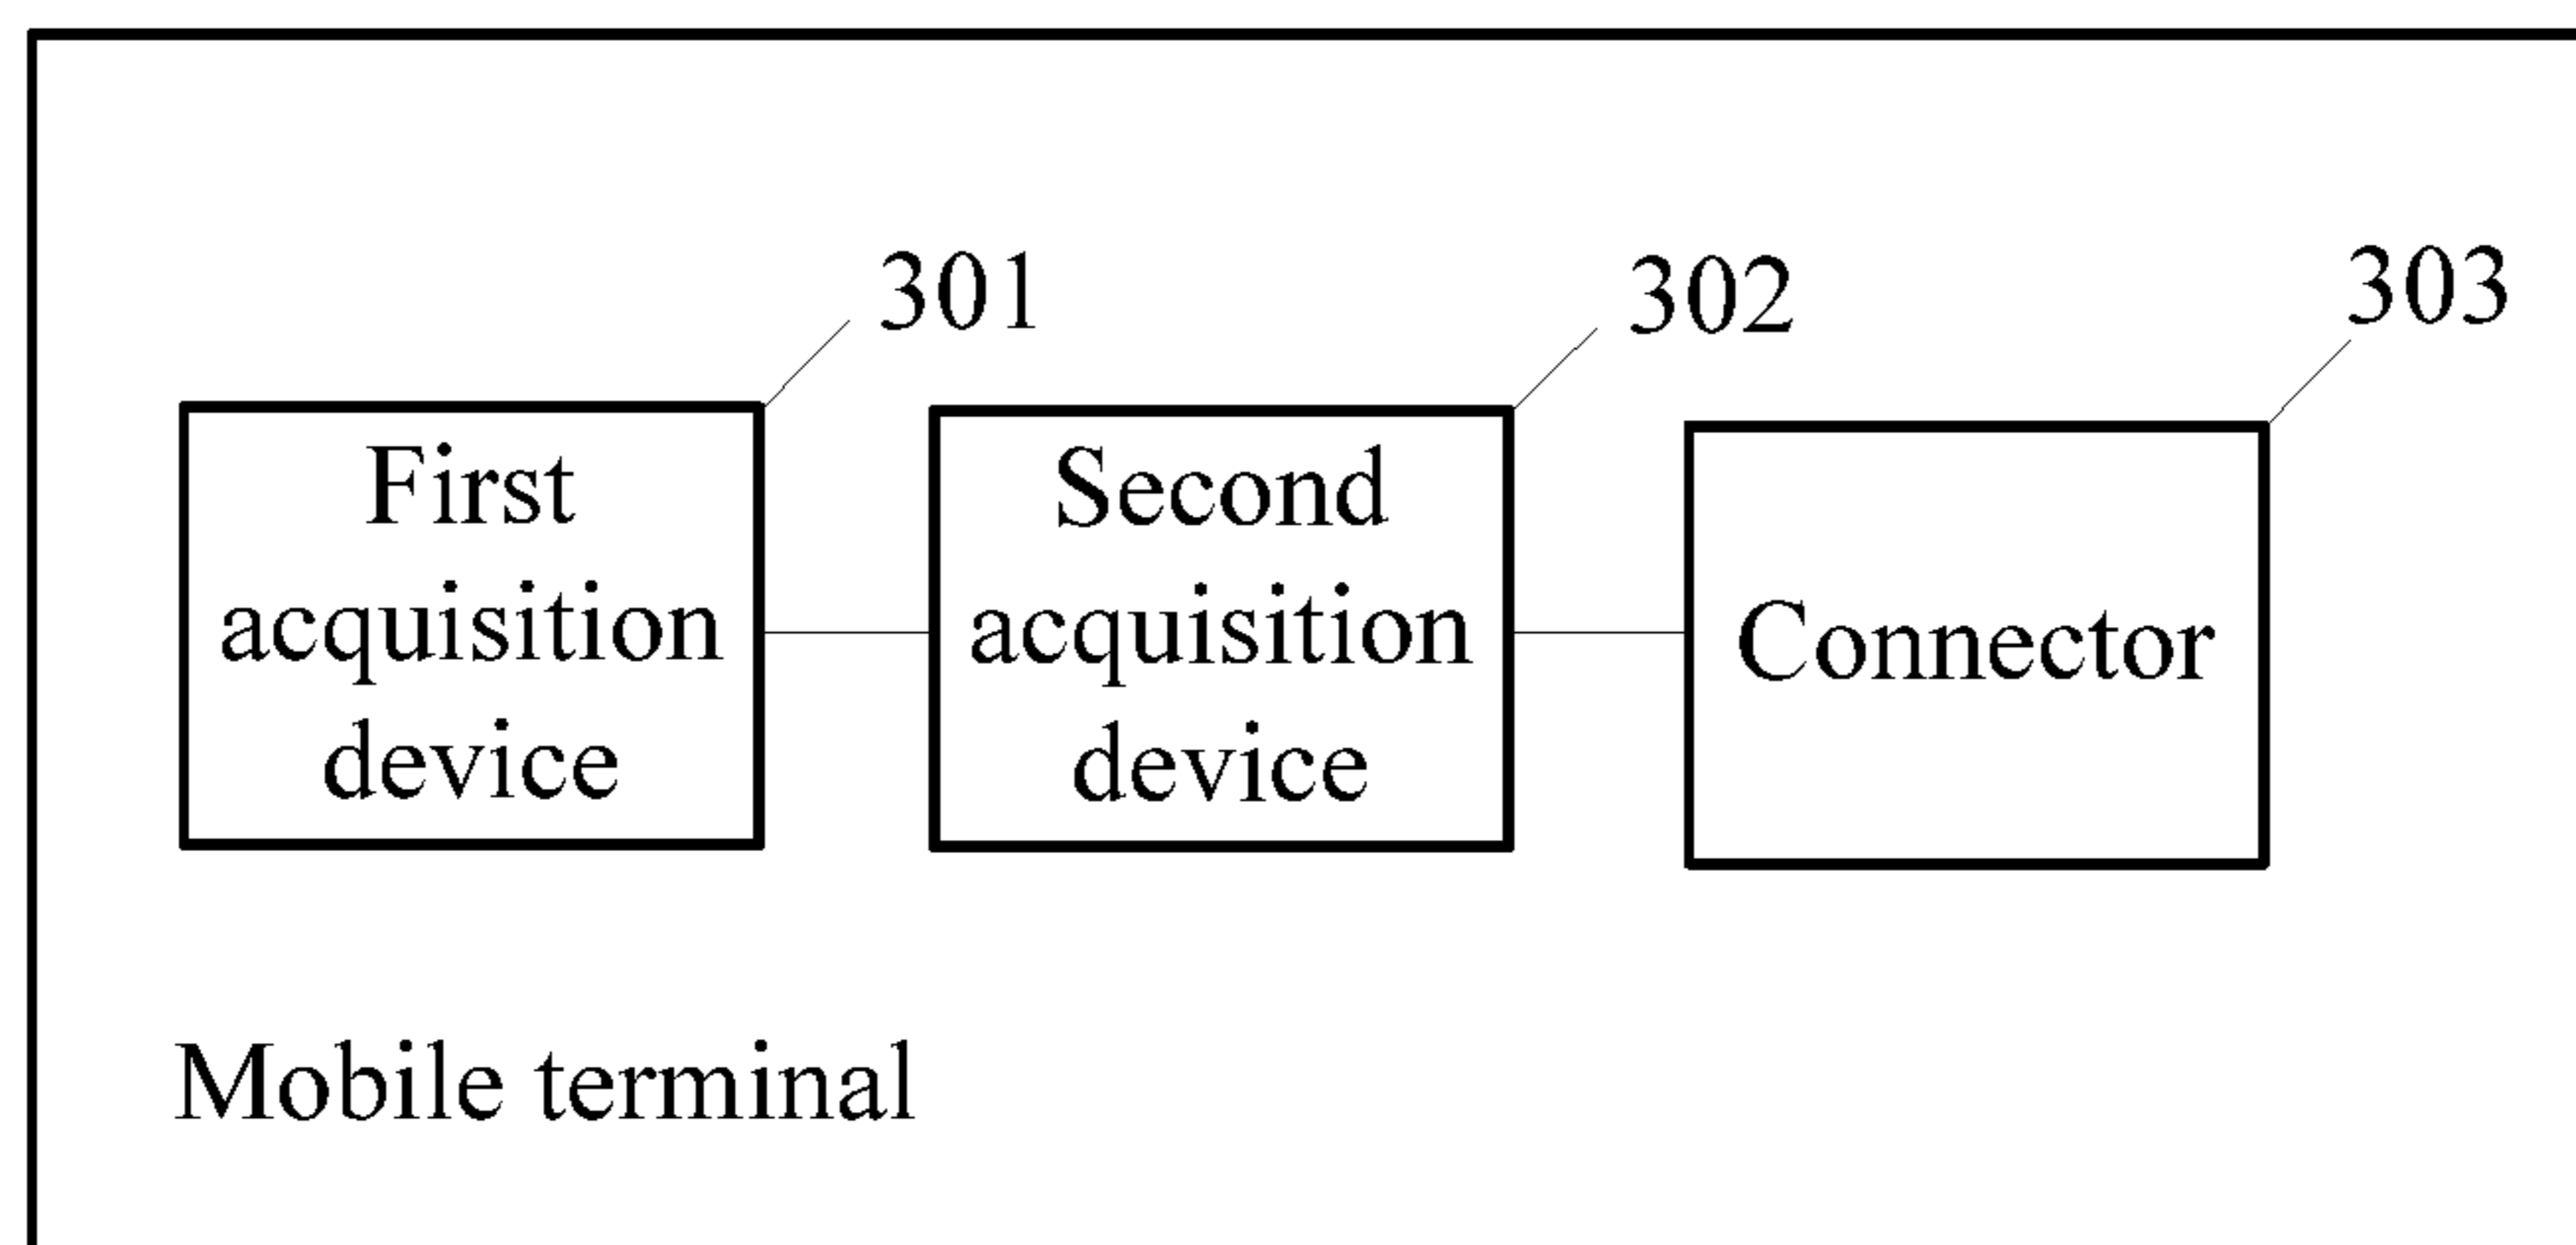 301
302
303
First
acquisition
device
Second
acquisition
device
Connector
Mobile terminal